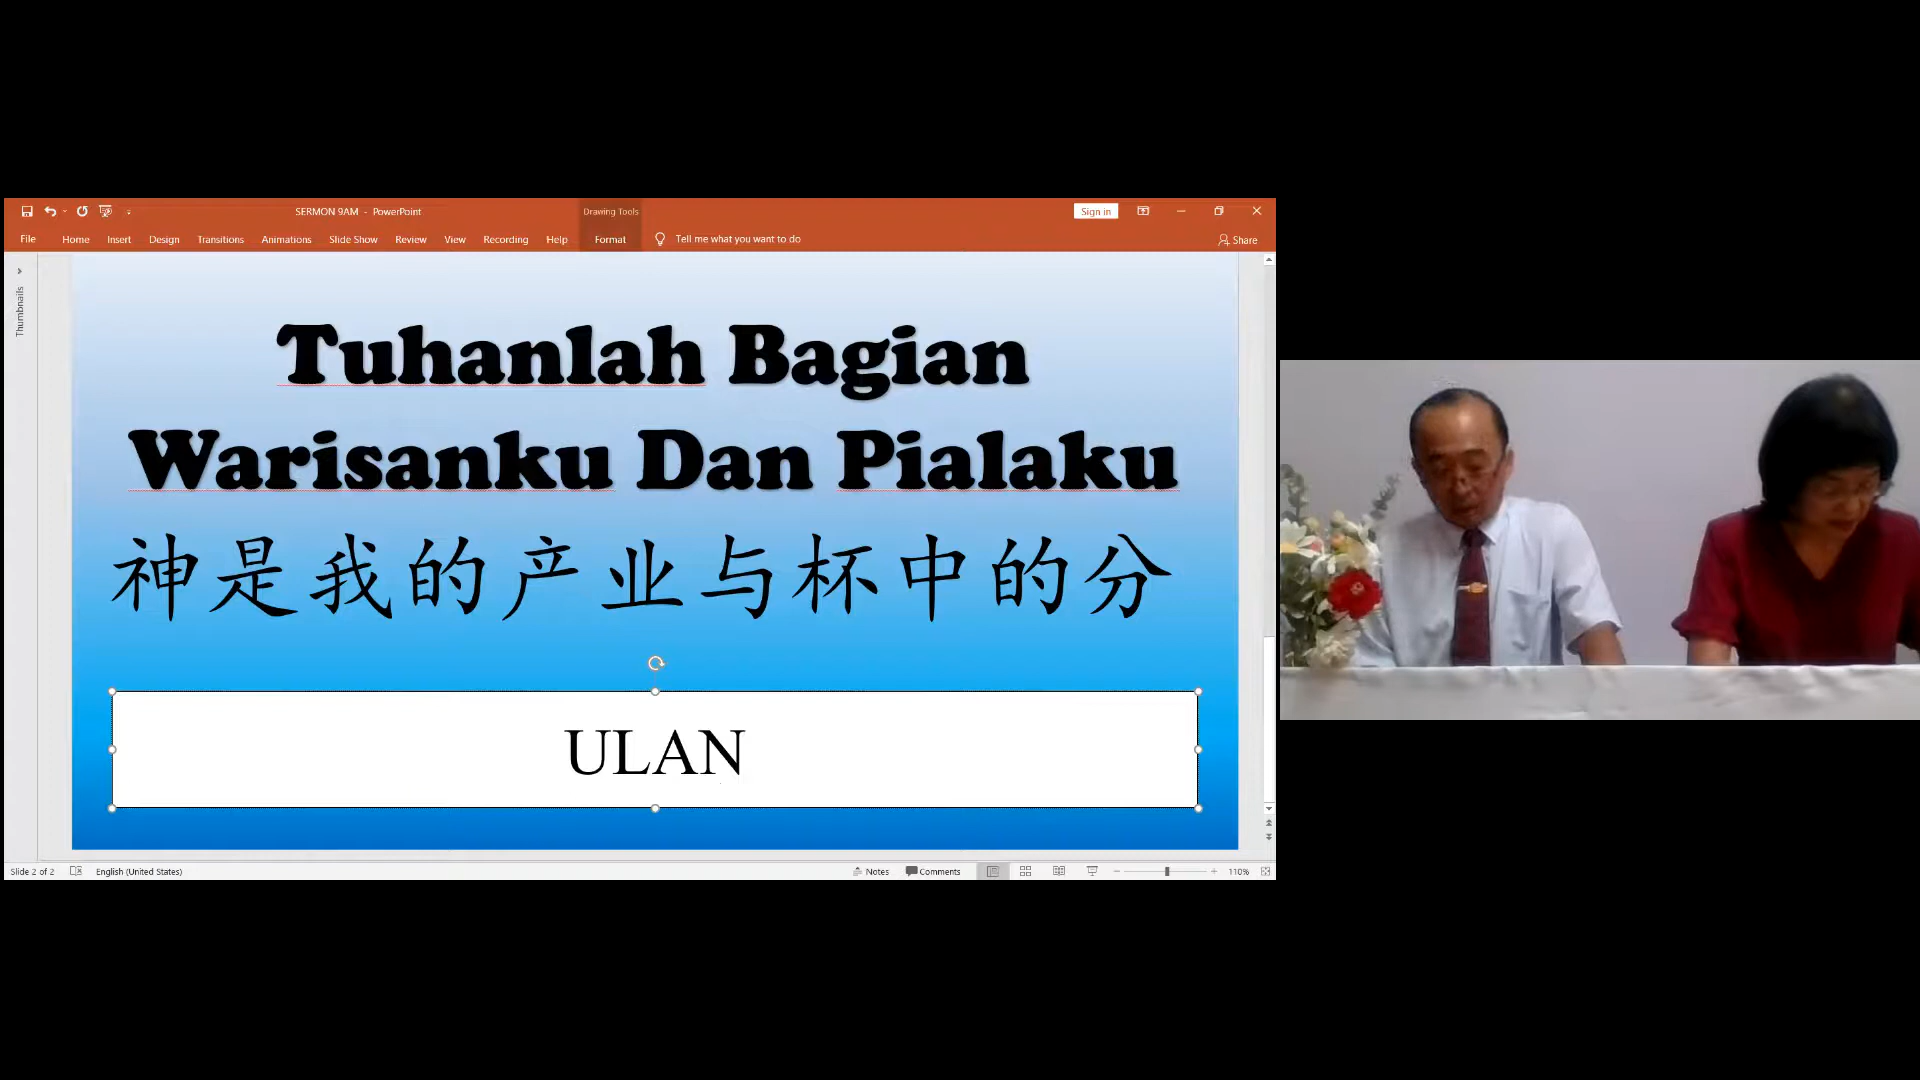 SERMON 9AM - PowerPoint
Drawing Tools
Sign in
File Home Insert Design Transitions Animations Slide Show Review View Recording Help Format Tell me what you want to do Share
Thumbnails
Tuhanlah Bagian
Warisanku Dan Pialaku
神是我的产业与杯中的分
ULAN
Slide 2 of 2 English (United States) Notes Comments 110%